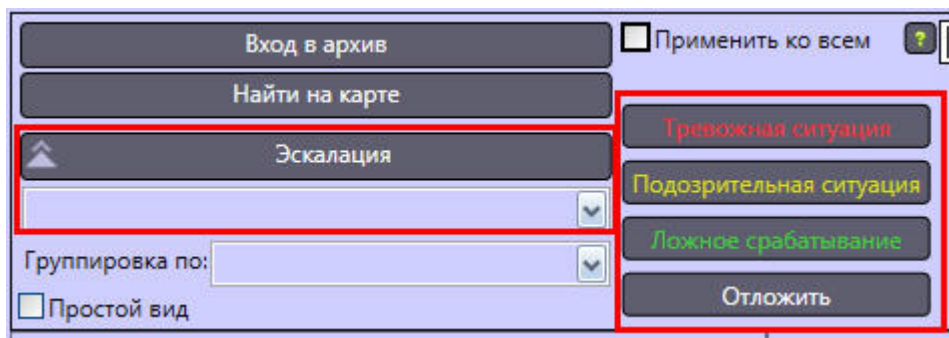 Вход в архив
Применить ко всем ?
Найти на карте
Тревожная ситуация
Эскалация
Подозрительная ситуация
Ложное срабатывание
Группировка по:
Отложить
Простой вид